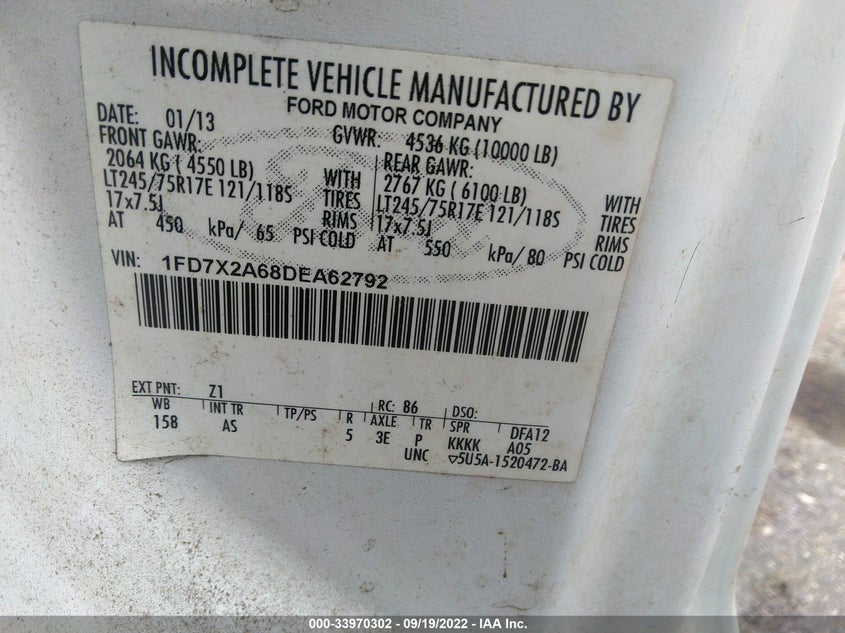 INCOMPLETE VEHICLE MANUFACTURED BY
FORD MOTOR COMPANY
DATE: 01/13 GVWR: 4536 KG (10000 LB)
FRONT GAWR: REAR GAWR:
2064 KG ( 4550 LB) WITH 2767 KG ( 6100 LB) WITH
LT245/75R17E 121/118S TIRES LT245/75R17E 121/118S TIRES
17x7.5J RIMS 17x7.5J RIMS
AT 450 kPa/ 65 PSI COLD AT 550 kPa/ 80 PSI COLD
VIN: 1FD7X2A68DEA62792
EXT PNT: Z1 RC: 86 DSO:
WB INT TR TP/PS R AXLE TR SPR DFA12
158 AS 5 3E P KKKK A05
UNC ▽5U5A-1520472-BA
000-33970302 - 09/19/2022 - IAA Inc.